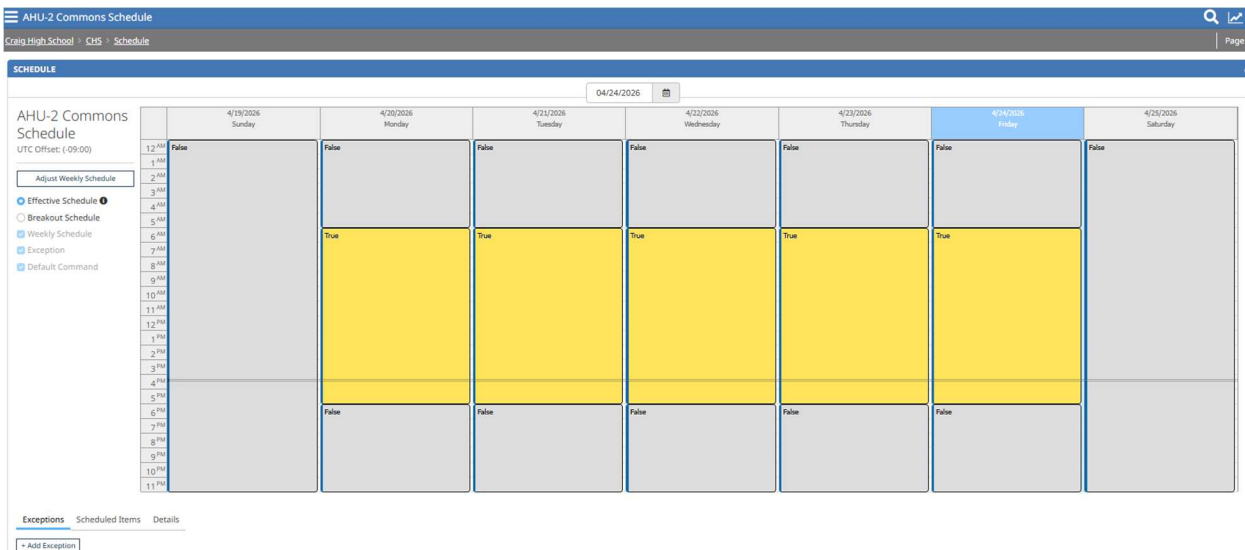 AHU-2 Commons Schedule
Craig High School > CHS > Schedule
Page
SCHEDULE
04/24/2026
AHU-2 Commons
Schedule
UTC Offset: (-09:00)
Adjust Weekly Schedule
Effective Schedule
Breakout Schedule
Weekly Schedule
Exception
Default Command
4/19/2026 4/20/2026 4/21/2026 4/22/2026 4/23/2026 4/24/2026 4/25/2026
Sunday Monday Tuesday Wednesday Thursday Friday Saturday
12 AM False False False False False False False
1 AM
2 AM
3 AM
4 AM
5 AM
6 AM True True True True True
7 AM
8 AM
9 AM
10 AM
11 AM
12 PM
1 PM
2 PM
3 PM
4 PM
5 PM
6 PM False False False False False
7 PM
8 PM
9 PM
10 PM
11 PM
Exceptions Scheduled Items Details
+ Add Exception